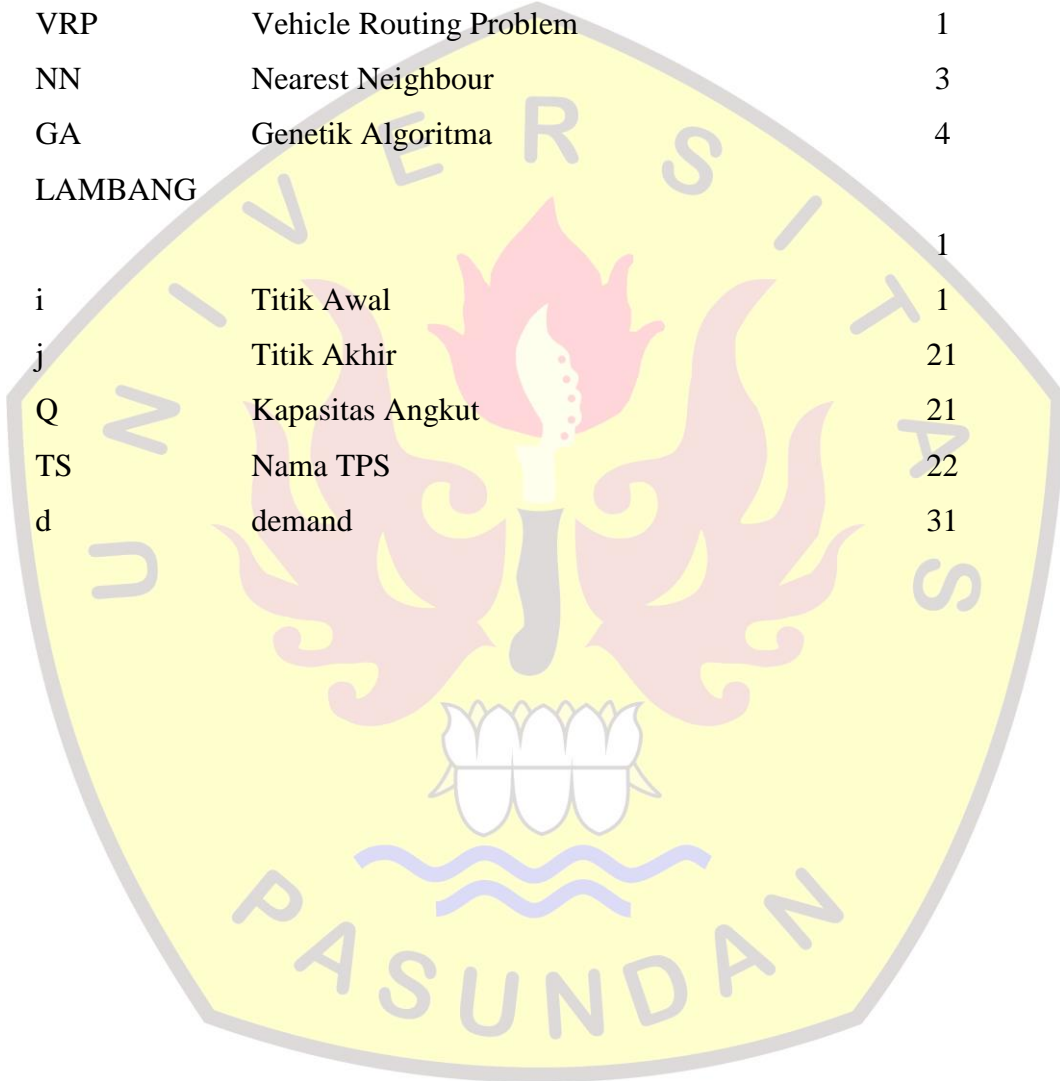 VRP Vehicle Routing Problem 1
NN Nearest Neighbour 3
GA Genetik Algoritma 4
LAMBANG
1
i Titik Awal 1
j Titik Akhir 21
Q Kapasitas Angkut 21
TS Nama TPS 22
d demand 31
UNIVERSITAS
PASUNDAN